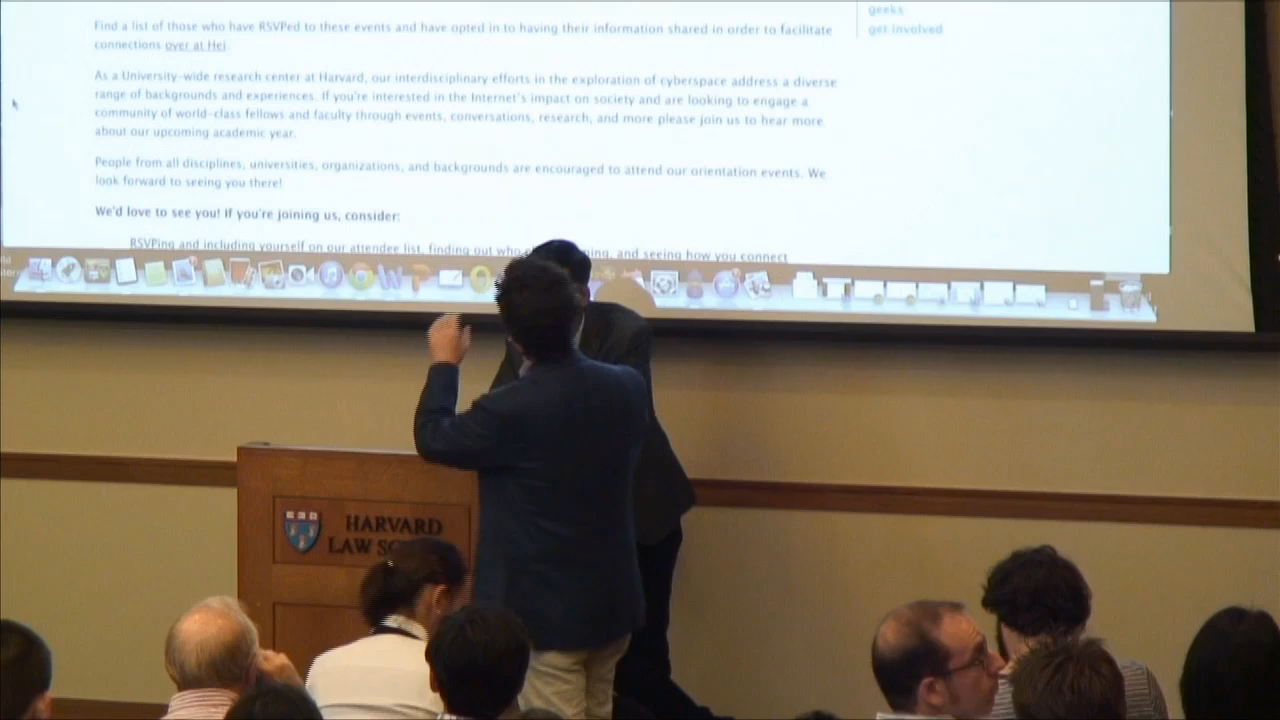 geeks
get involved
Find a list of those who have RSVPed to these events and have opted in to having their information shared in order to facilitate
connections over at Hei.
As a University-wide research center at Harvard, our interdisciplinary efforts in the exploration of cyberspace address a diverse
range of backgrounds and experiences. If you're interested in the Internet's impact on society and are looking to engage a
community of world-class fellows and faculty through events, conversations, research, and more please join us to hear more
about our upcoming academic year.
People from all disciplines, universities, organizations, and backgrounds are encouraged to attend our orientation events. We
look forward to seeing you there!
We'd love to see you! If you're joining us, consider:
RSVPing and including yourself on our attendee list, finding out who and seeing how you connect
HARVARD
LAW